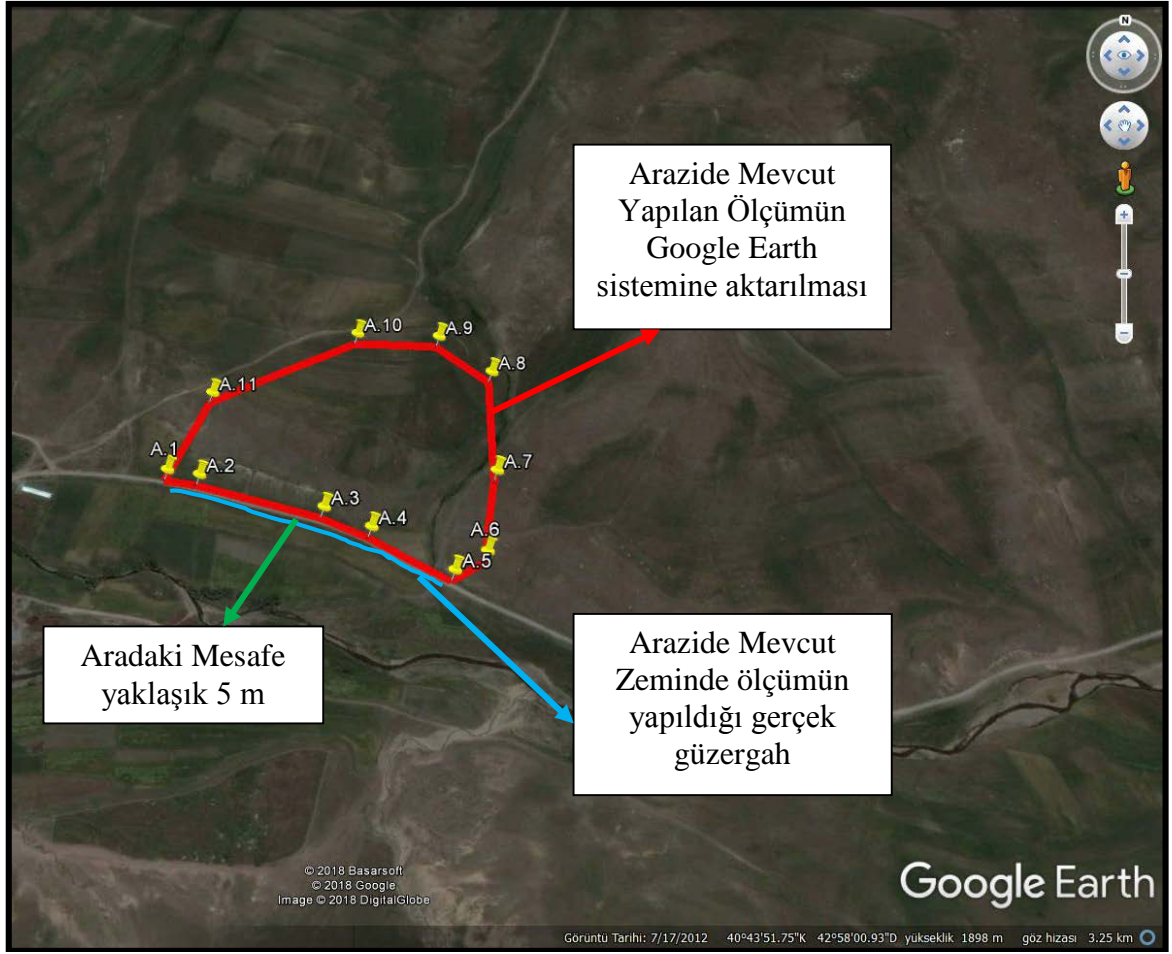 N
Arazide Mevcut
Yapılan Ölçümün
Google Earth
sistemine aktarılması
A.10
A.9
A.8
A.11
A.1
A.2
A.7
A.3
A.4
A.6
A.5
Aradaki Mesafe
yaklaşık 5 m
Arazide Mevcut
Zeminde ölçümün
yapıldığı gerçek
güzergah
© 2018 Basarsoft
© 2018 Google
Image © 2018 DigitalGlobe
Google Earth
Görüntü Tarihi: 7/17/2012 40°43'51.75"K 42°58'00.93"D yükseklik 1898 m göz hizası 3.25 km